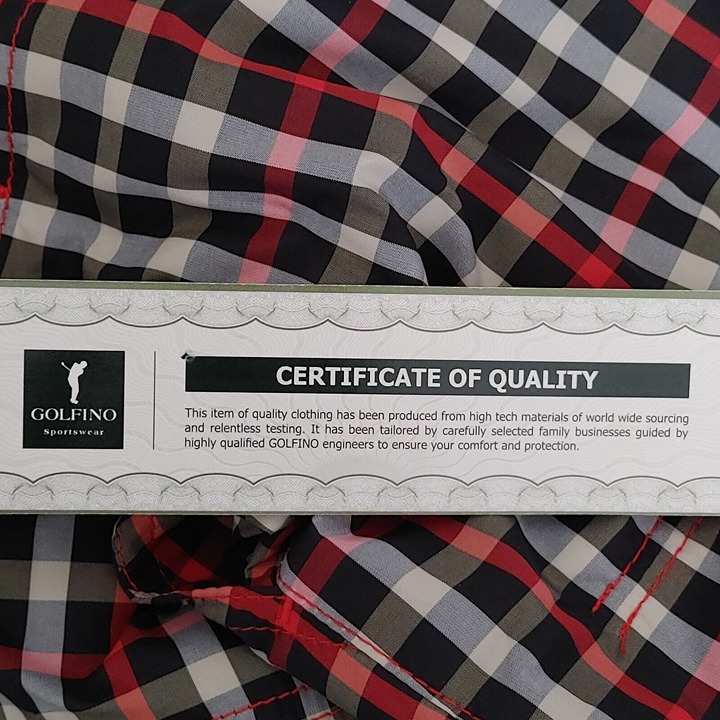 GOLFINO
Sportswear
CERTIFICATE OF QUALITY
This item of quality clothing has been produced from high tech materials of world wide sourcing
and relentless testing. It has been tailored by carefully selected family businesses guided by
highly qualified GOLFINO engineers to ensure your comfort and protection.